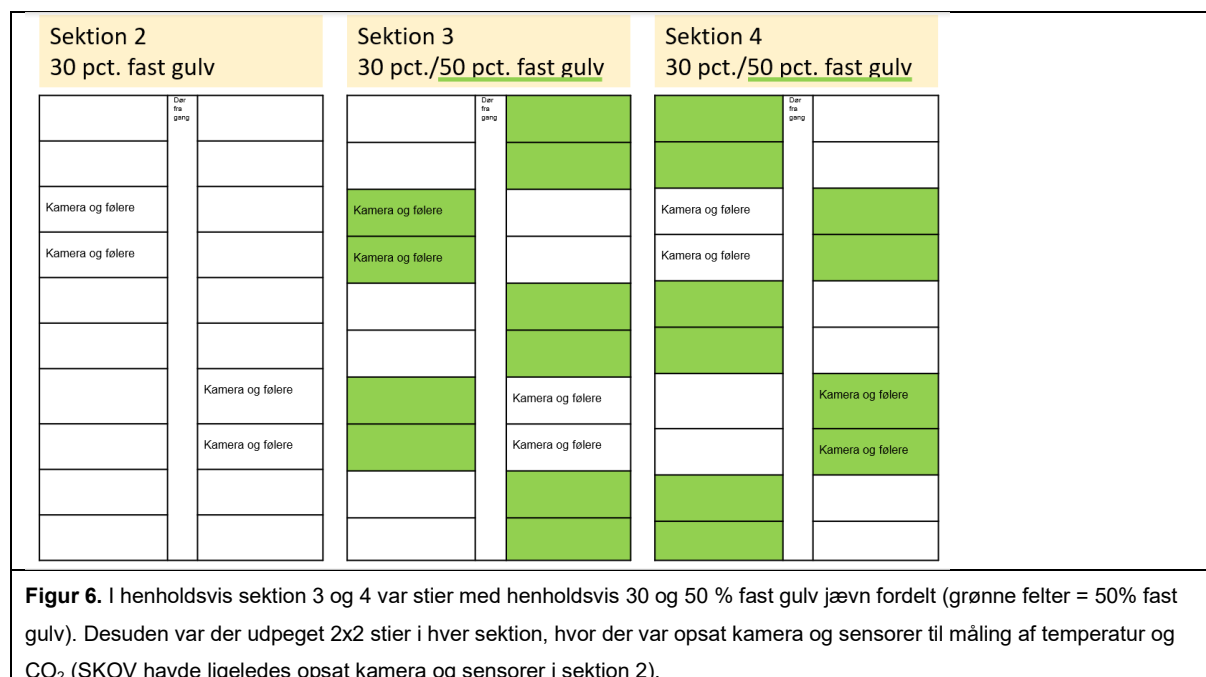 Sektion 2
30 pct. fast gulv
Dør
fra
gang
Kamera og følere
Kamera og følere
Kamera og følere
Kamera og følere
Sektion 3
30 pct./50 pct. fast gulv
Dør
fra
gang
Kamera og følere
Kamera og følere
Kamera og følere
Kamera og følere
Sektion 4
30 pct./50 pct. fast gulv
Dør
fra
gang
Kamera og følere
Kamera og følere
Kamera og følere
Kamera og følere
Figur 6. I henholdsvis sektion 3 og 4 var stier med henholdsvis 30 og 50 % fast gulv jævn fordelt (grønne felter = 50% fast
gulv). Desuden var der udpeget 2x2 stier i hver sektion, hvor der var opsat kamera og sensorer til måling af temperatur og
CO₂ (SKOV havde ligeledes opsat kamera og sensorer i sektion 2).